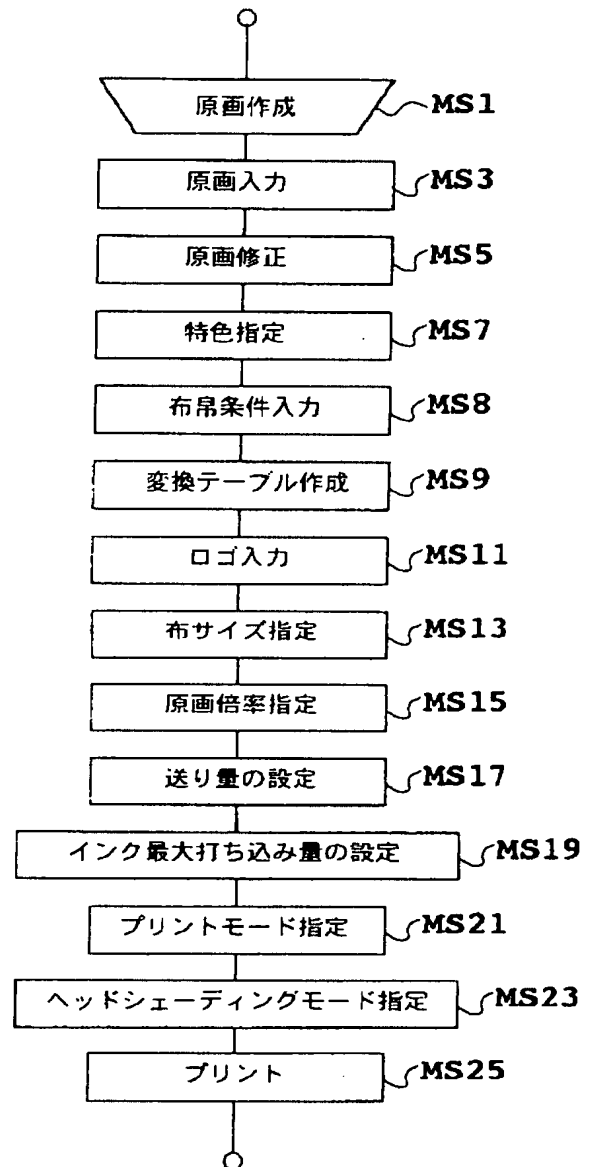 原画作成 MS1
原画入力 MS3
原画修正 MS5
特色指定 MS7
布帛条件入力 MS8
変換テーブル作成 MS9
ロゴ入力 MS11
布サイズ指定 MS13
原画倍率指定 MS15
送り量の設定 MS17
インク最大打ち込み量の設定 MS19
プリントモード指定 MS21
ヘッドシェーディングモード指定 MS23
プリント MS25